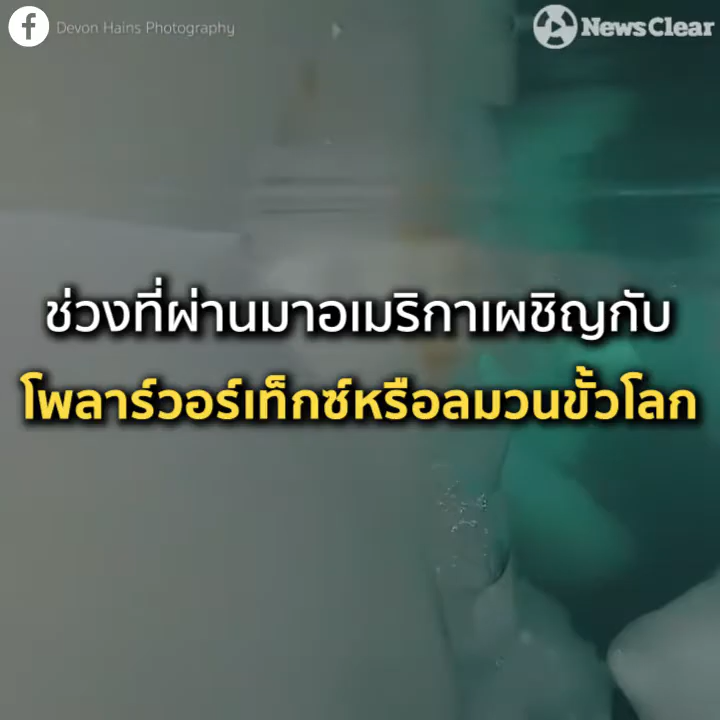 Devon Hains Photography
News Clear
ช่วงที่ผ่านมาอเมริกาเผชิญกับ
โพลาร์วอร์เท็กซ์หรือลมวนขั้วโลก